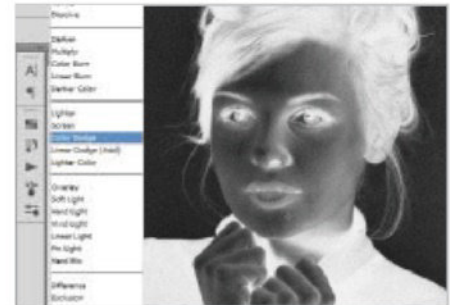 Dissolve
Darken
Multiply
Color Burn
Linear Burn
Darker Color
Lighten
Screen
Color Dodge
Linear Dodge (Add)
Lighter Color
Overlay
Soft Light
Hard Light
Vivid Light
Linear Light
Pin Light
Hard Mix
Difference
Exclusion